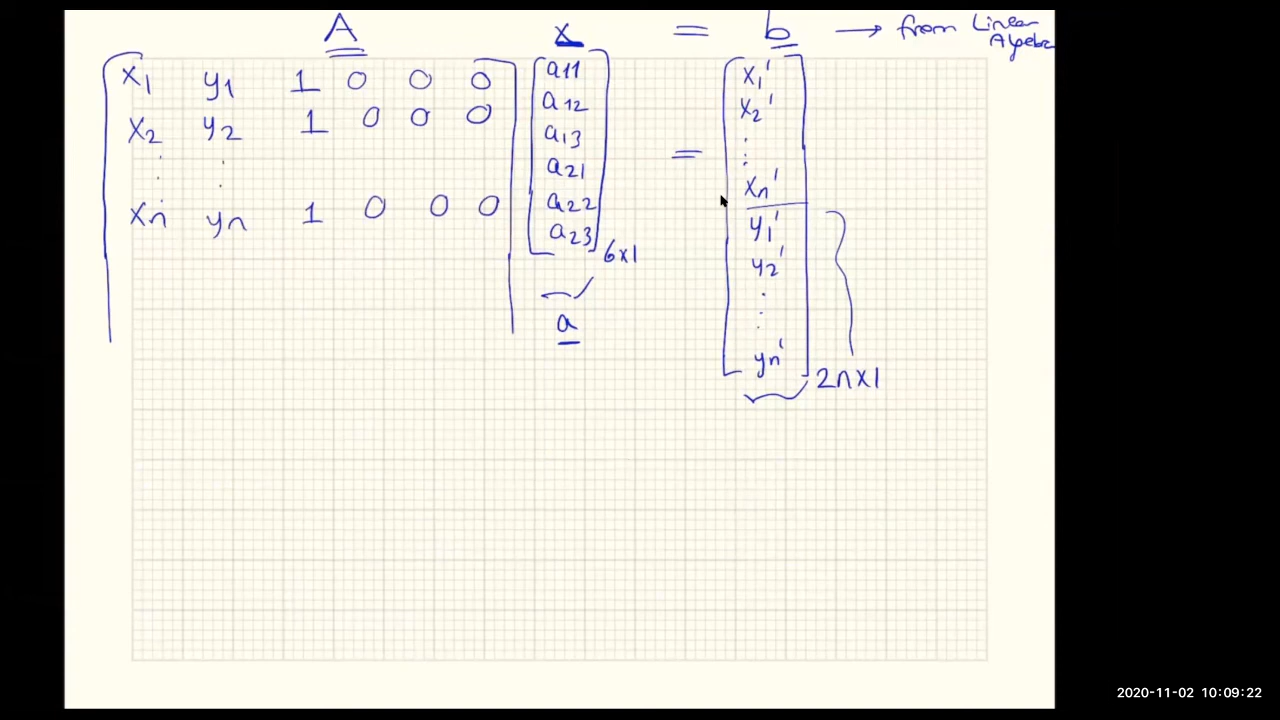 A x = b → from Linear Algebra
x1 y1 1 0 0 0 a11 x1'
x2 y2 1 0 0 0 a12 x2'
: : a13 = :
a21
xn yn 1 0 0 0 a22 xn'
a23 6x1 y1'
y2'
a :
yn' 2nx1
2020-11-02 10:09:22